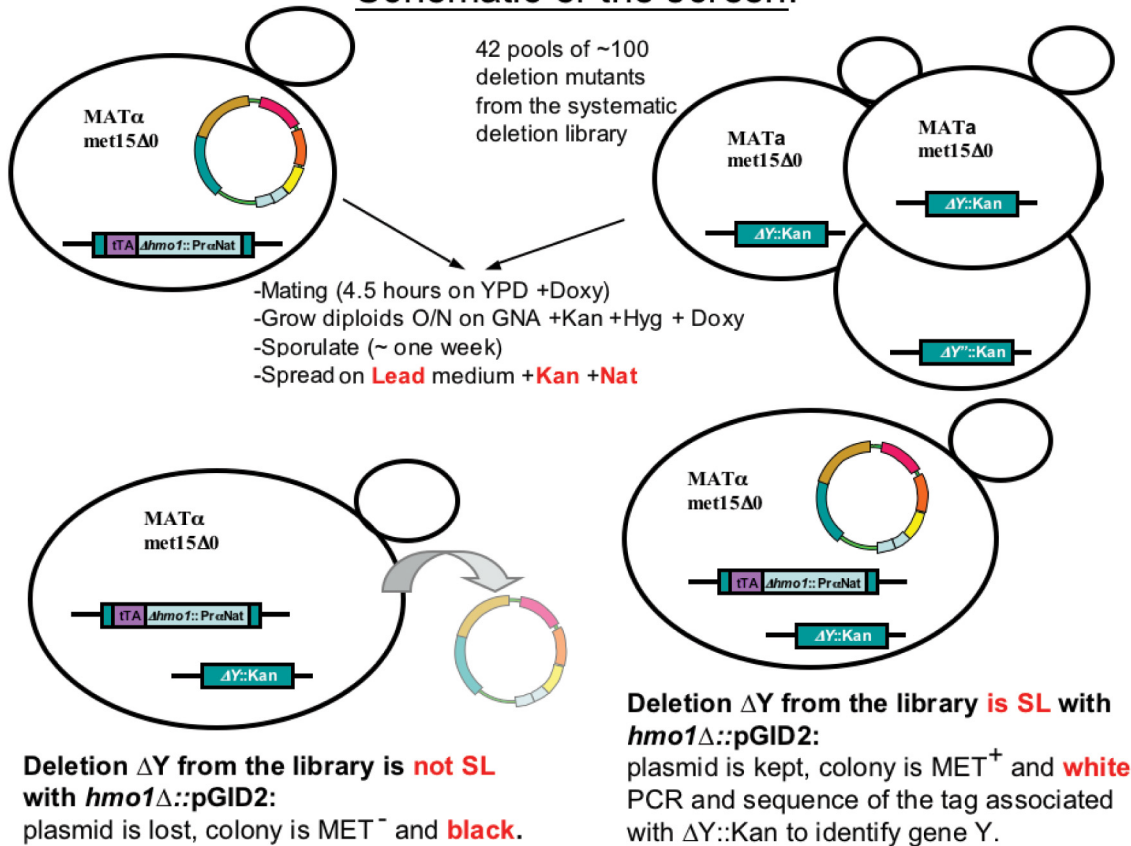 Schematic of the screen:
42 pools of ~100
deletion mutants
from the systematic
deletion library
MATα
met15Δ0
tTA Δhmo1::PrαNat
MATa
met15Δ0
ΔY::Kan
MATa
met15Δ0
ΔY::Kan
ΔY''::Kan
-Mating (4.5 hours on YPD +Doxy)
-Grow diploids O/N on GNA +Kan +Hyg + Doxy
-Sporulate (~ one week)
-Spread on Lead medium +Kan +Nat
MATα
met15Δ0
tTA Δhmo1::PrαNat
ΔY::Kan
MATα
met15Δ0
tTA Δhmo1::PrαNat
ΔY::Kan
Deletion ΔY from the library is not SL
with hmo1Δ::pGID2:
plasmid is lost, colony is MET⁻ and black.
Deletion ΔY from the library is SL with
hmo1Δ::pGID2:
plasmid is kept, colony is MET⁺ and white
PCR and sequence of the tag associated
with ΔY::Kan to identify gene Y.